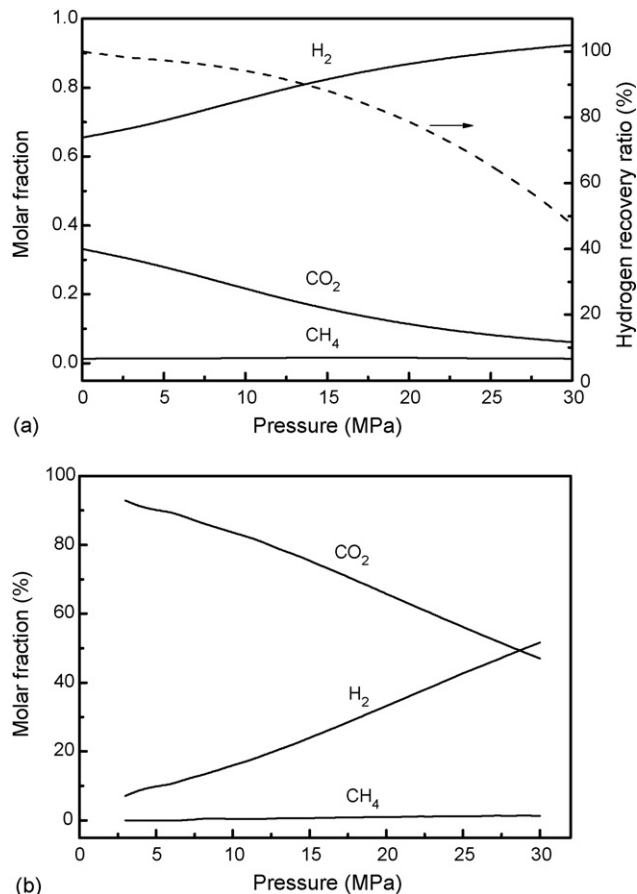 1.0
0.8
0.6
0.4
0.2
0.0
Molar fraction
H2
CO2
CH4
100
80
60
40
20
0
Hydrogen recovery ratio (%)
0 5 10 15 20 25 30
(a) Pressure (MPa)
100
80
60
40
20
0
Molar fraction (%)
CO2
H2
CH4
0 5 10 15 20 25 30
(b) Pressure (MPa)